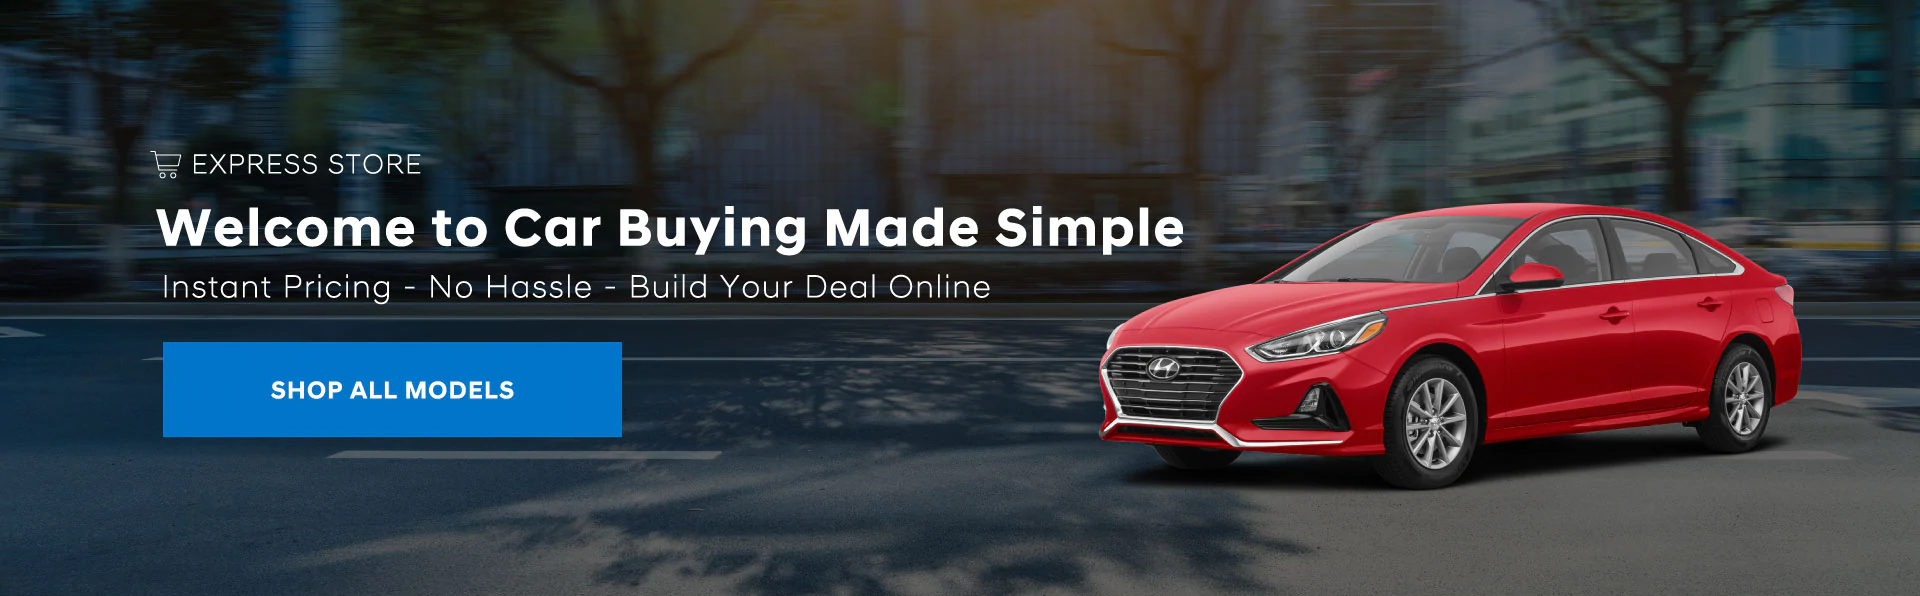 EXPRESS STORE
Welcome to Car Buying Made Simple
Instant Pricing - No Hassle - Build Your Deal Online
SHOP ALL MODELS